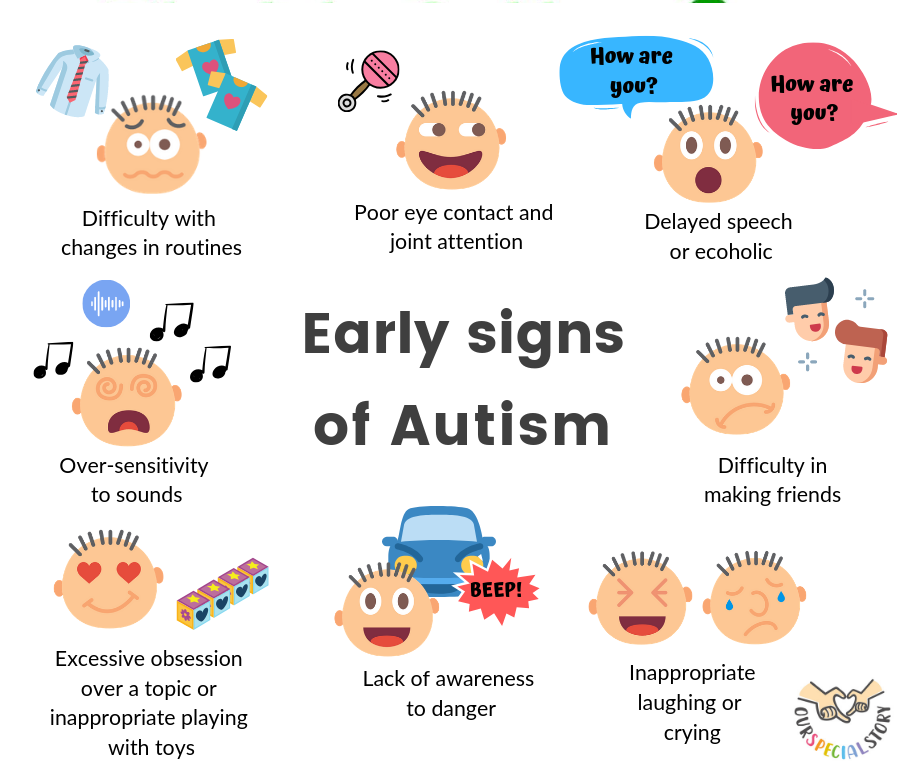 How are
you?
How are
you?
Difficulty with
changes in routines
Poor eye contact and
joint attention
Delayed speech
or ecoholic
Early signs
of Autism
Over-sensitivity
to sounds
Difficulty in
making friends
BEEP!
Excessive obsession
over a topic or
inappropriate playing
with toys
Lack of awareness
to danger
Inappropriate
laughing or
crying
OURSPECIALSTORY